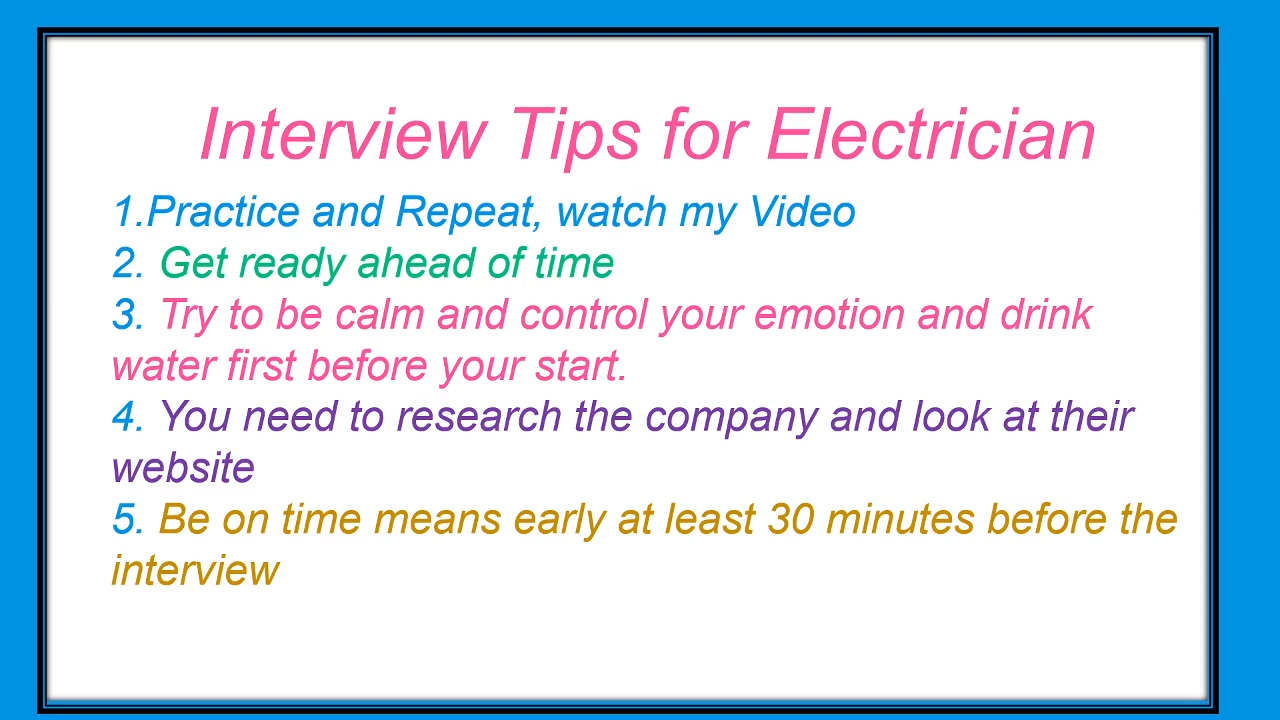 Interview Tips for Electrician
1.Practice and Repeat, watch my Video
2. Get ready ahead of time
3. Try to be calm and control your emotion and drink
water first before your start.
4. You need to research the company and look at their
website
5. Be on time means early at least 30 minutes before the
interview